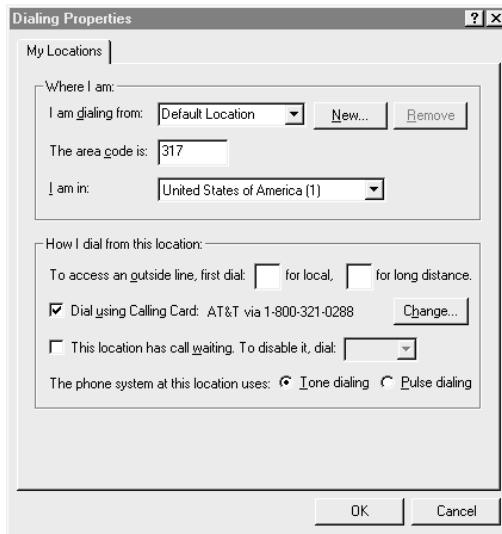 Dialing Properties
My Locations
Where I am:
I am dialing from: Default Location New... Remove
The area code is: 317
I am in: United States of America (1)
How I dial from this location:
To access an outside line, first dial: for local, for long distance.
Dial using Calling Card: AT&T via 1-800-321-0288 Change...
This location has call waiting. To disable it, dial:
The phone system at this location uses: Tone dialing Pulse dialing
OK Cancel